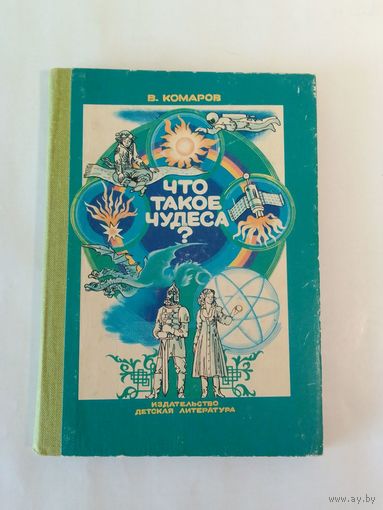 В. КОМАРОВ
ЧТО
ТАКОЕ
ЧУДЕСА
?
ИЗДАТЕЛЬСТВО
ДЕТСКАЯ ЛИТЕРАТУРА
www.ay.by